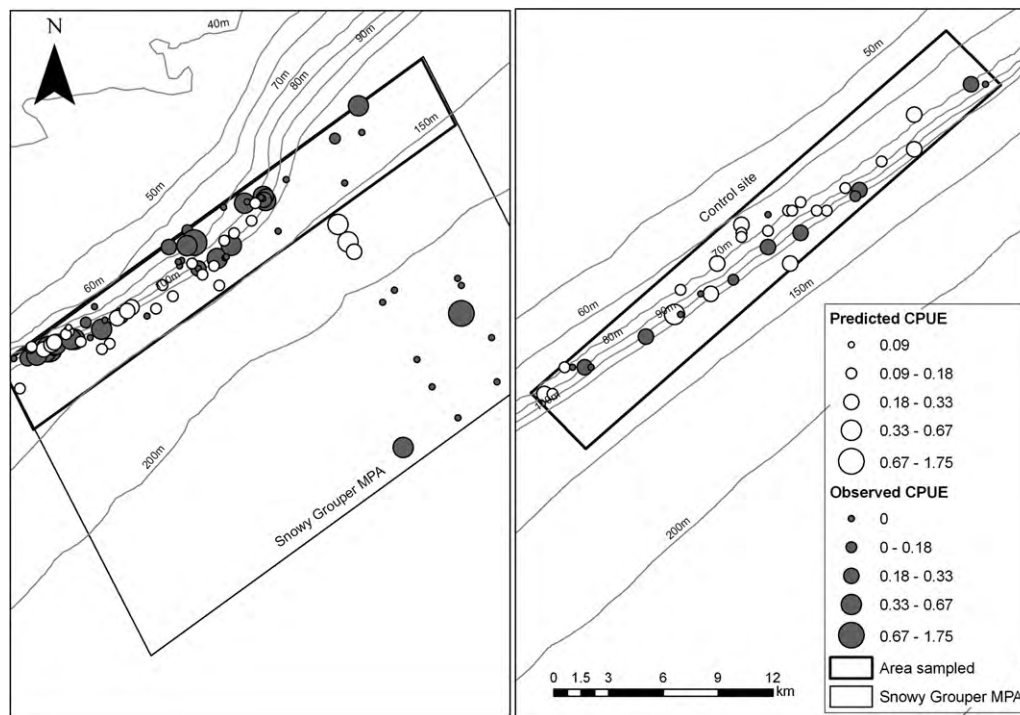 N
40m
70m
80m
90m
150m
50m
60m
100m
200m
Snowy Grouper MPA
50m
Control site
70m
60m
90m
80m
150m
200m
Predicted CPUE
0.09
0.09 - 0.18
0.18 - 0.33
0.33 - 0.67
0.67 - 1.75
Observed CPUE
0
0 - 0.18
0.18 - 0.33
0.33 - 0.67
0.67 - 1.75
Area sampled
Snowy Grouper MPA
0 1.5 3 6 9 12
km